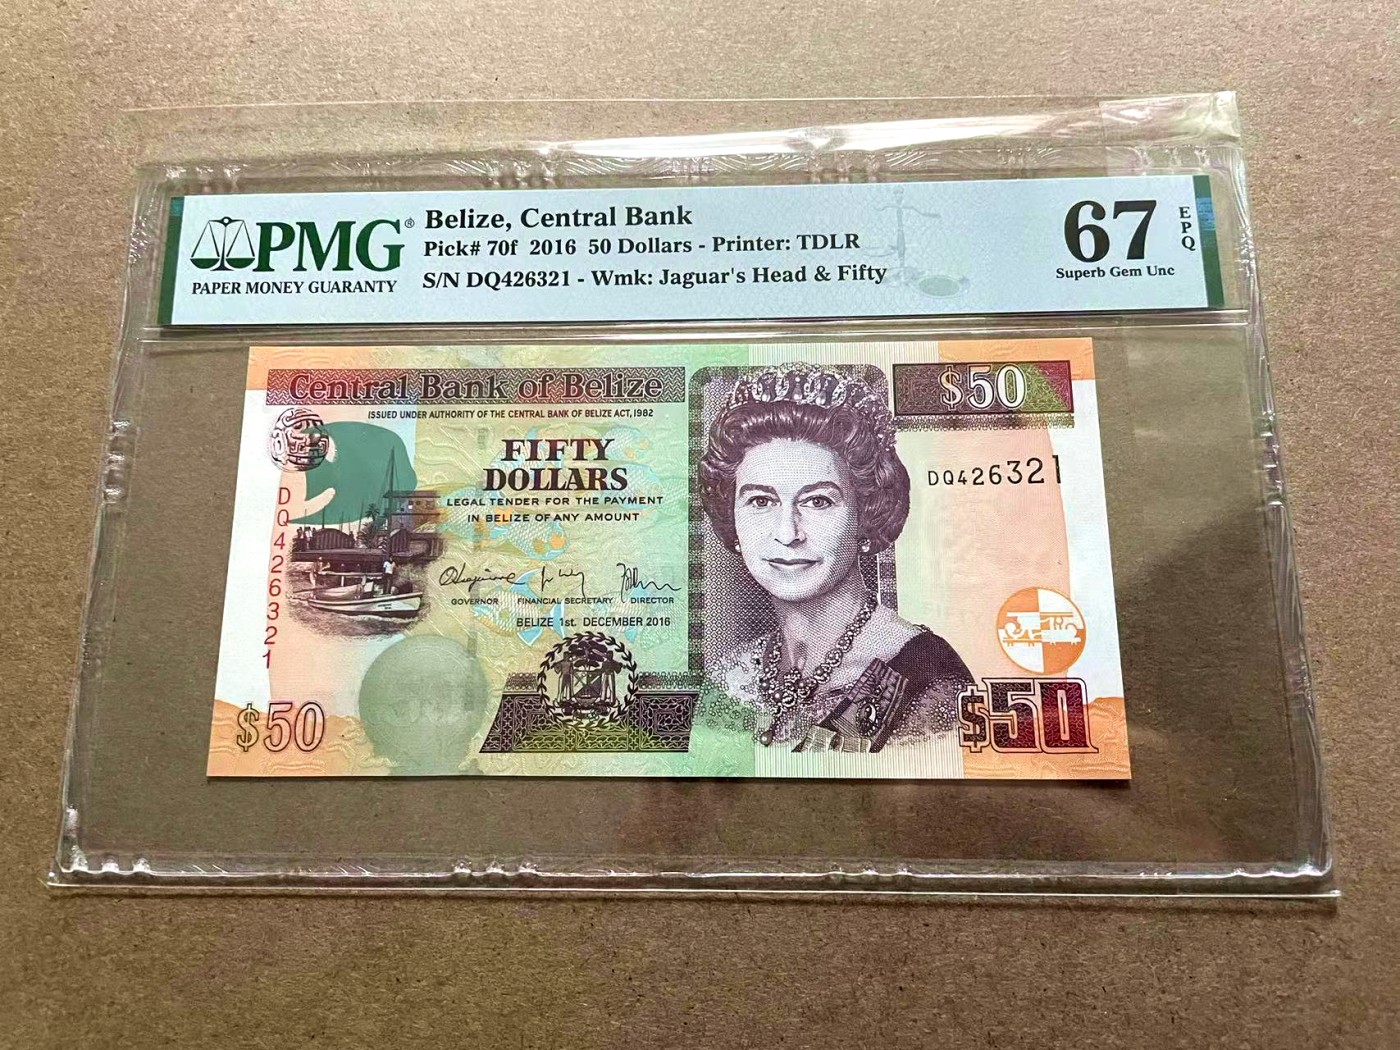 PMG®
PAPER MONEY GUARANTY
Belize, Central Bank
Pick# 70f 2016 50 Dollars - Printer: TDLR
S/N DQ426321 - Wmk: Jaguar's Head & Fifty
67
EPQ
Superb Gem Unc
Central Bank of Belize
$50
ISSUED UNDER AUTHORITY OF THE CENTRAL BANK OF BELIZE ACT, 1982
FIFTY
DOLLARS
LEGAL TENDER FOR THE PAYMENT
IN BELIZE OF ANY AMOUNT
DQ426321
DQ426321
GOVERNOR FINANCIAL SECRETARY DIRECTOR
BELIZE 1st. DECEMBER 2016
$50
$50